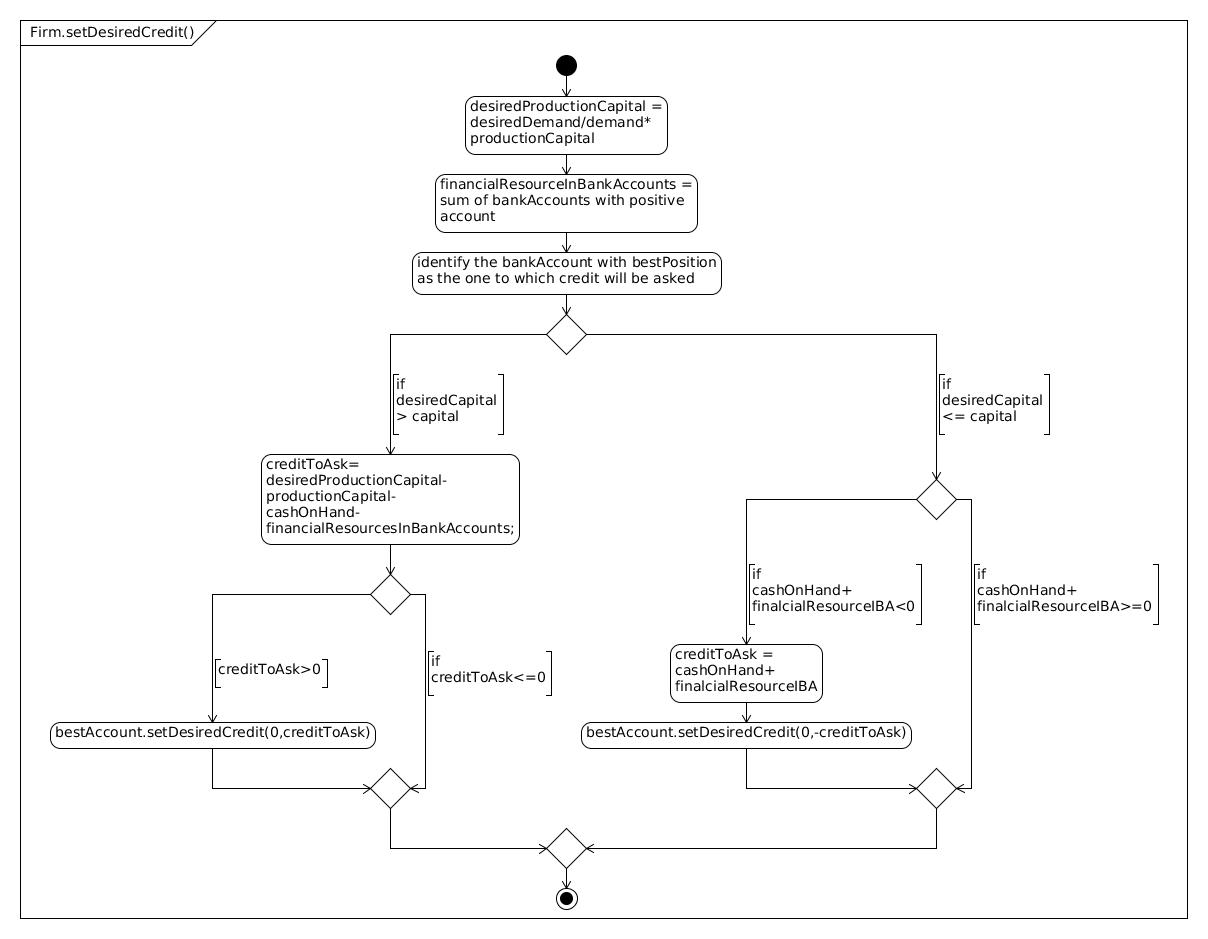 Firm.setDesiredCredit()
desiredProductionCapital =
desiredDemand/demand*
productionCapital
financialResourceInBankAccounts =
sum of bankAccounts with positive
account
identify the bankAccount with bestPosition
as the one to which credit will be asked
if
desiredCapital
> capital
if
desiredCapital
<= capital
creditToAsk=
desiredProductionCapital-
productionCapital-
cashOnHand-
financialResourcesInBankAccounts;
if
cashOnHand+
finalcialResourceIBA<0
if
cashOnHand+
finalcialResourceIBA>=0
creditToAsk>0
if
creditToAsk<=0
creditToAsk =
cashOnHand+
finalcialResourceIBA
bestAccount.setDesiredCredit(0,creditToAsk)
bestAccount.setDesiredCredit(0,-creditToAsk)